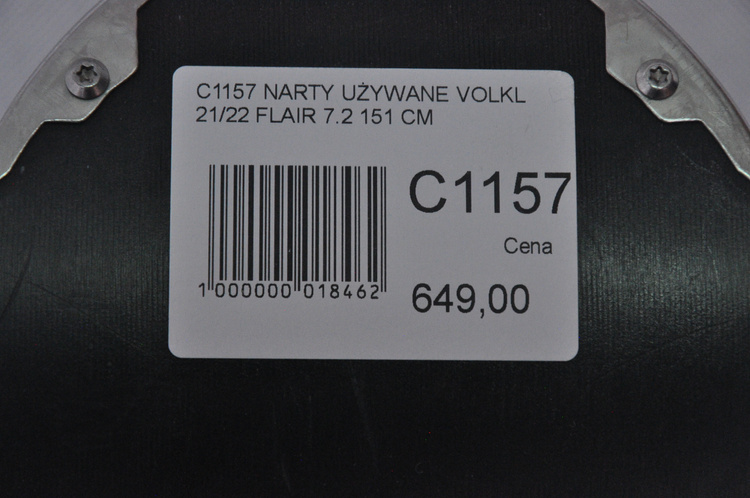 C1157 NARTY UŻYWANE VOLKL
21/22 FLAIR 7.2 151 CM
C1157
Cena
649,00
1 000000 018462